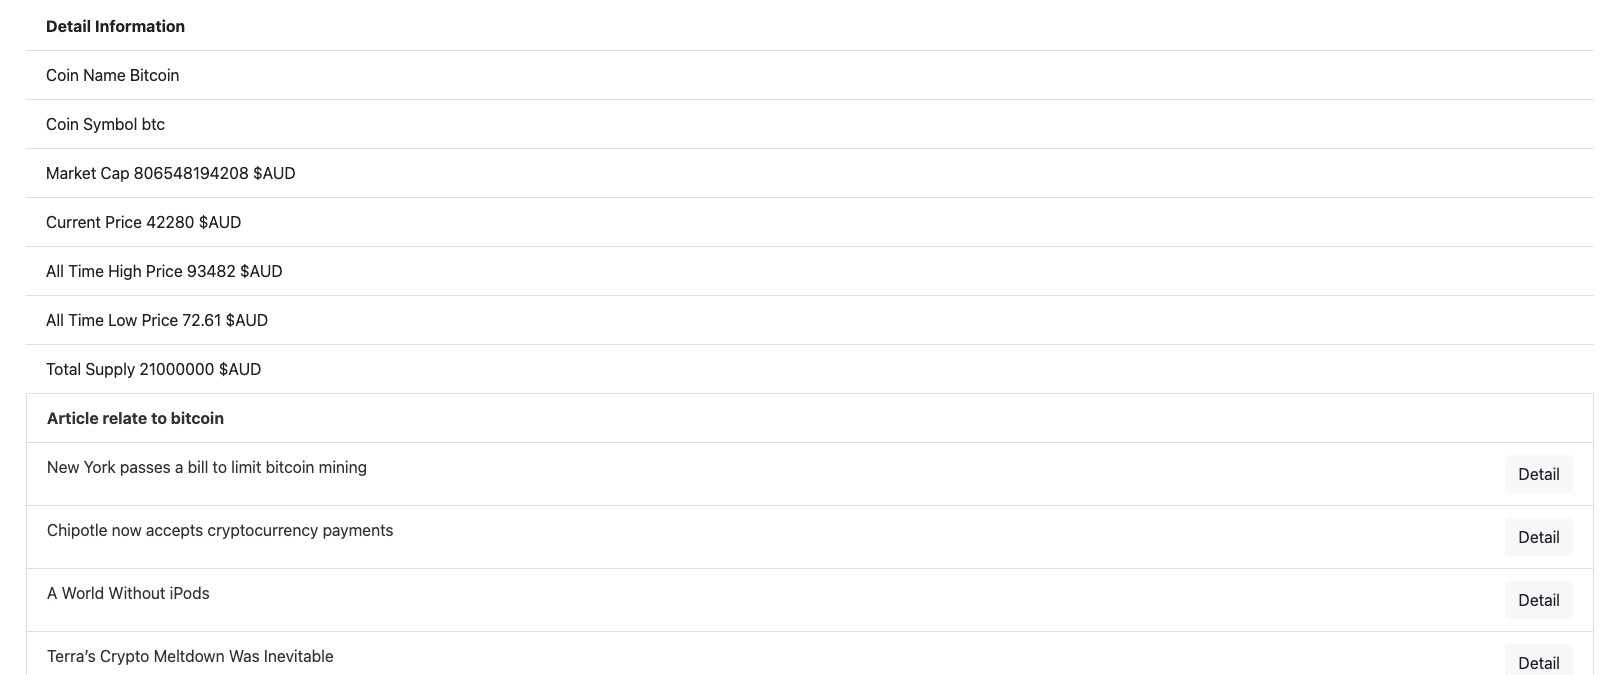 Detail Information
Coin Name Bitcoin
Coin Symbol btc
Market Cap 806548194208 $AUD
Current Price 42280 $AUD
All Time High Price 93482 $AUD
All Time Low Price 72.61 $AUD
Total Supply 21000000 $AUD
Article relate to bitcoin
New York passes a bill to limit bitcoin mining
Detail
Chipotle now accepts cryptocurrency payments
Detail
A World Without iPods
Detail
Terra’s Crypto Meltdown Was Inevitable
Detail